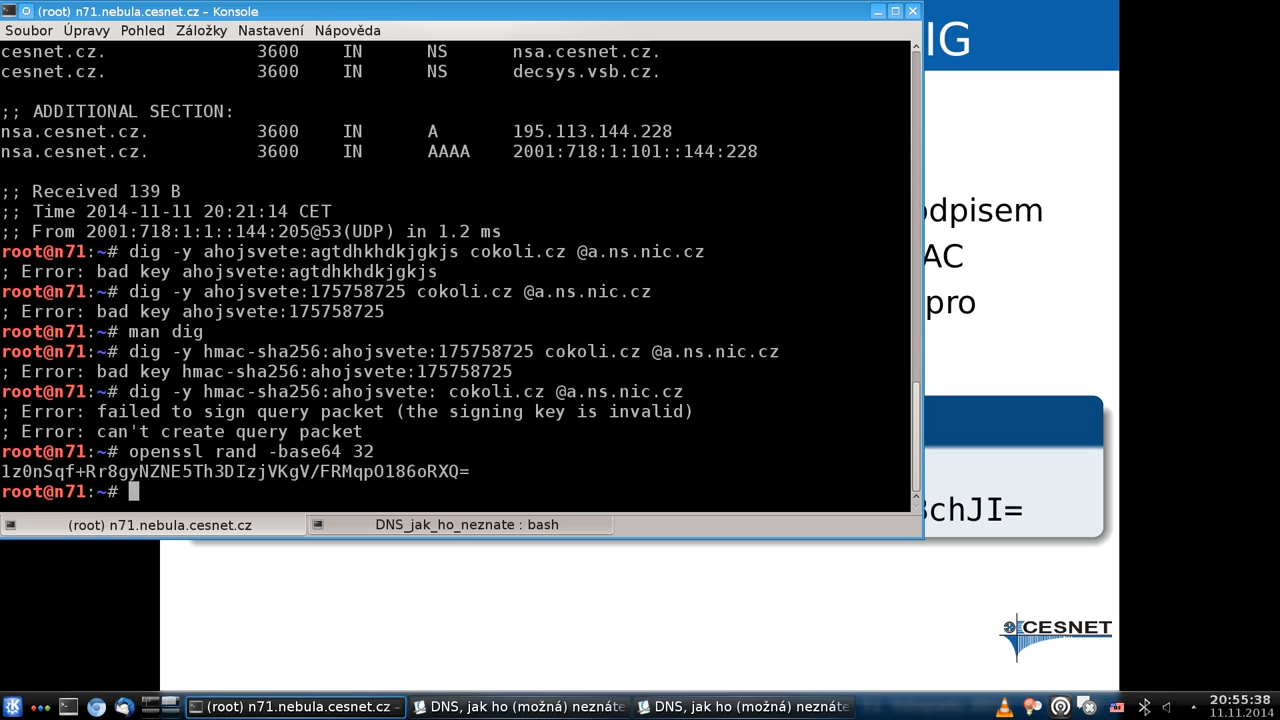 (root) n71.nebula.cesnet.cz – Konsole
Soubor Úpravy Pohled Záložky Nastavení Nápověda
cesnet.cz. 3600 IN NS nsa.cesnet.cz.
cesnet.cz. 3600 IN NS decsys.vsb.cz.
;; ADDITIONAL SECTION:
nsa.cesnet.cz. 3600 IN A 195.113.144.228
nsa.cesnet.cz. 3600 IN AAAA 2001:718:1:101::144:228
;; Received 139 B
;; Time 2014-11-11 20:21:14 CET
;; From 2001:718:1:1::144:205@53(UDP) in 1.2 ms
root@n71:~# dig -y ahojsvete:agtdhkhdkjgkjs cokoli.cz @a.ns.nic.cz
; Error: bad key ahojsvete:agtdhkhdkjgkjs
root@n71:~# dig -y ahojsvete:175758725 cokoli.cz @a.ns.nic.cz
; Error: bad key ahojsvete:175758725
root@n71:~# man dig
root@n71:~# dig -y hmac-sha256:ahojsvete:175758725 cokoli.cz @a.ns.nic.cz
; Error: bad key hmac-sha256:ahojsvete:175758725
root@n71:~# dig -y hmac-sha256:ahojsvete: cokoli.cz @a.ns.nic.cz
; Error: failed to sign query packet (the signing key is invalid)
; Error: can't create query packet
root@n71:~# openssl rand -base64 32
1z0nSqf+Rr8gyNZNE5Th3DIzjVKgV/FRMqpO186oRXQ=
root@n71:~#
(root) n71.nebula.cesnet.cz
DNS_jak_ho_neznate : bash
IG
odpisem
AC
pro
chJI=
CESNET
(root) n71.nebula.cesnet.cz –
DNS, jak ho (možná) neznáte
DNS, jak ho (možná) neznáte
20:55:38
11.11.2014